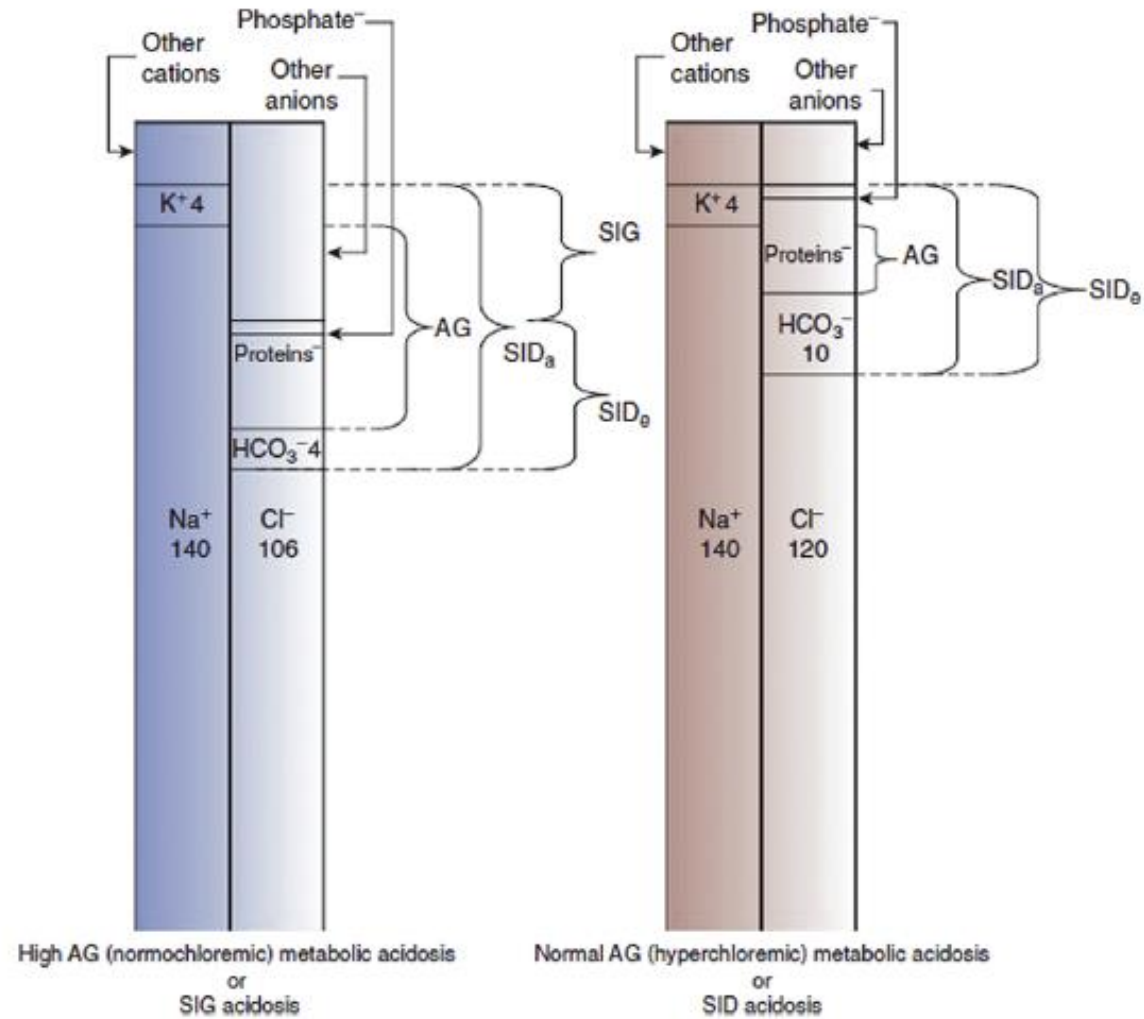 Phosphate⁻
Other
cations
Other
anions
K⁺ 4
SIG
AG
Proteins⁻
SIDₐ
SIDₑ
HCO₃⁻ 4
Na⁺
140
Cl⁻
106
High AG (normochloremic) metabolic acidosis
or
SIG acidosis
Phosphate⁻
Other
cations
Other
anions
K⁺ 4
Proteins⁻
AG
SIDₐ
SIDₑ
HCO₃⁻
10
Na⁺
140
Cl⁻
120
Normal AG (hyperchloremic) metabolic acidosis
or
SID acidosis